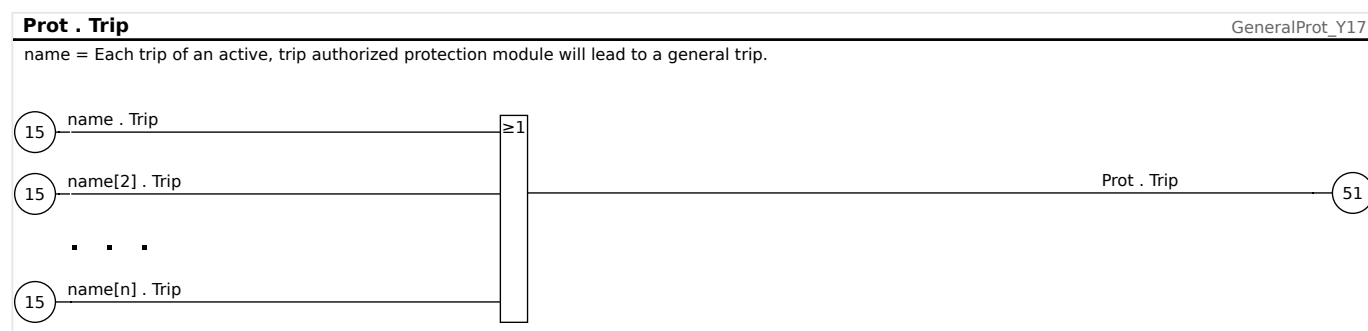 Prot . Trip
GeneralProt_Y17
name = Each trip of an active, trip authorized protection module will lead to a general trip.
name . Trip
15
≥1
name[2] . Trip
15
Prot . Trip
51
. . .
name[n] . Trip
15